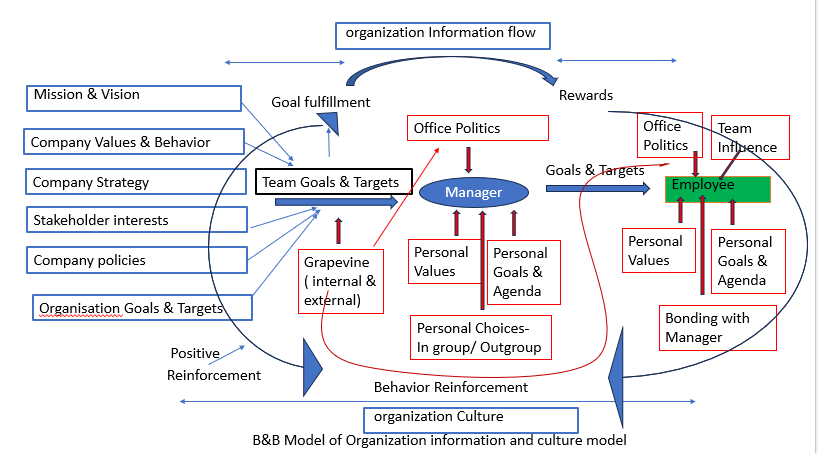 organization Information flow
Mission & Vision
Goal fulfillment
Rewards
Company Values & Behavior
Office Politics
Office
Politics
Team
Influence
Company Strategy
Team Goals & Targets
Manager
Goals & Targets
Employee
Stakeholder interests
Company policies
Grapevine
( internal &
external)
Personal
Values
Personal
Goals &
Agenda
Personal
Values
Personal
Goals &
Agenda
Organisation Goals & Targets
Personal Choices-
In group/ Outgroup
Bonding with
Manager
Positive
Reinforcement
Behavior Reinforcement
organization Culture
B&B Model of Organization information and culture model